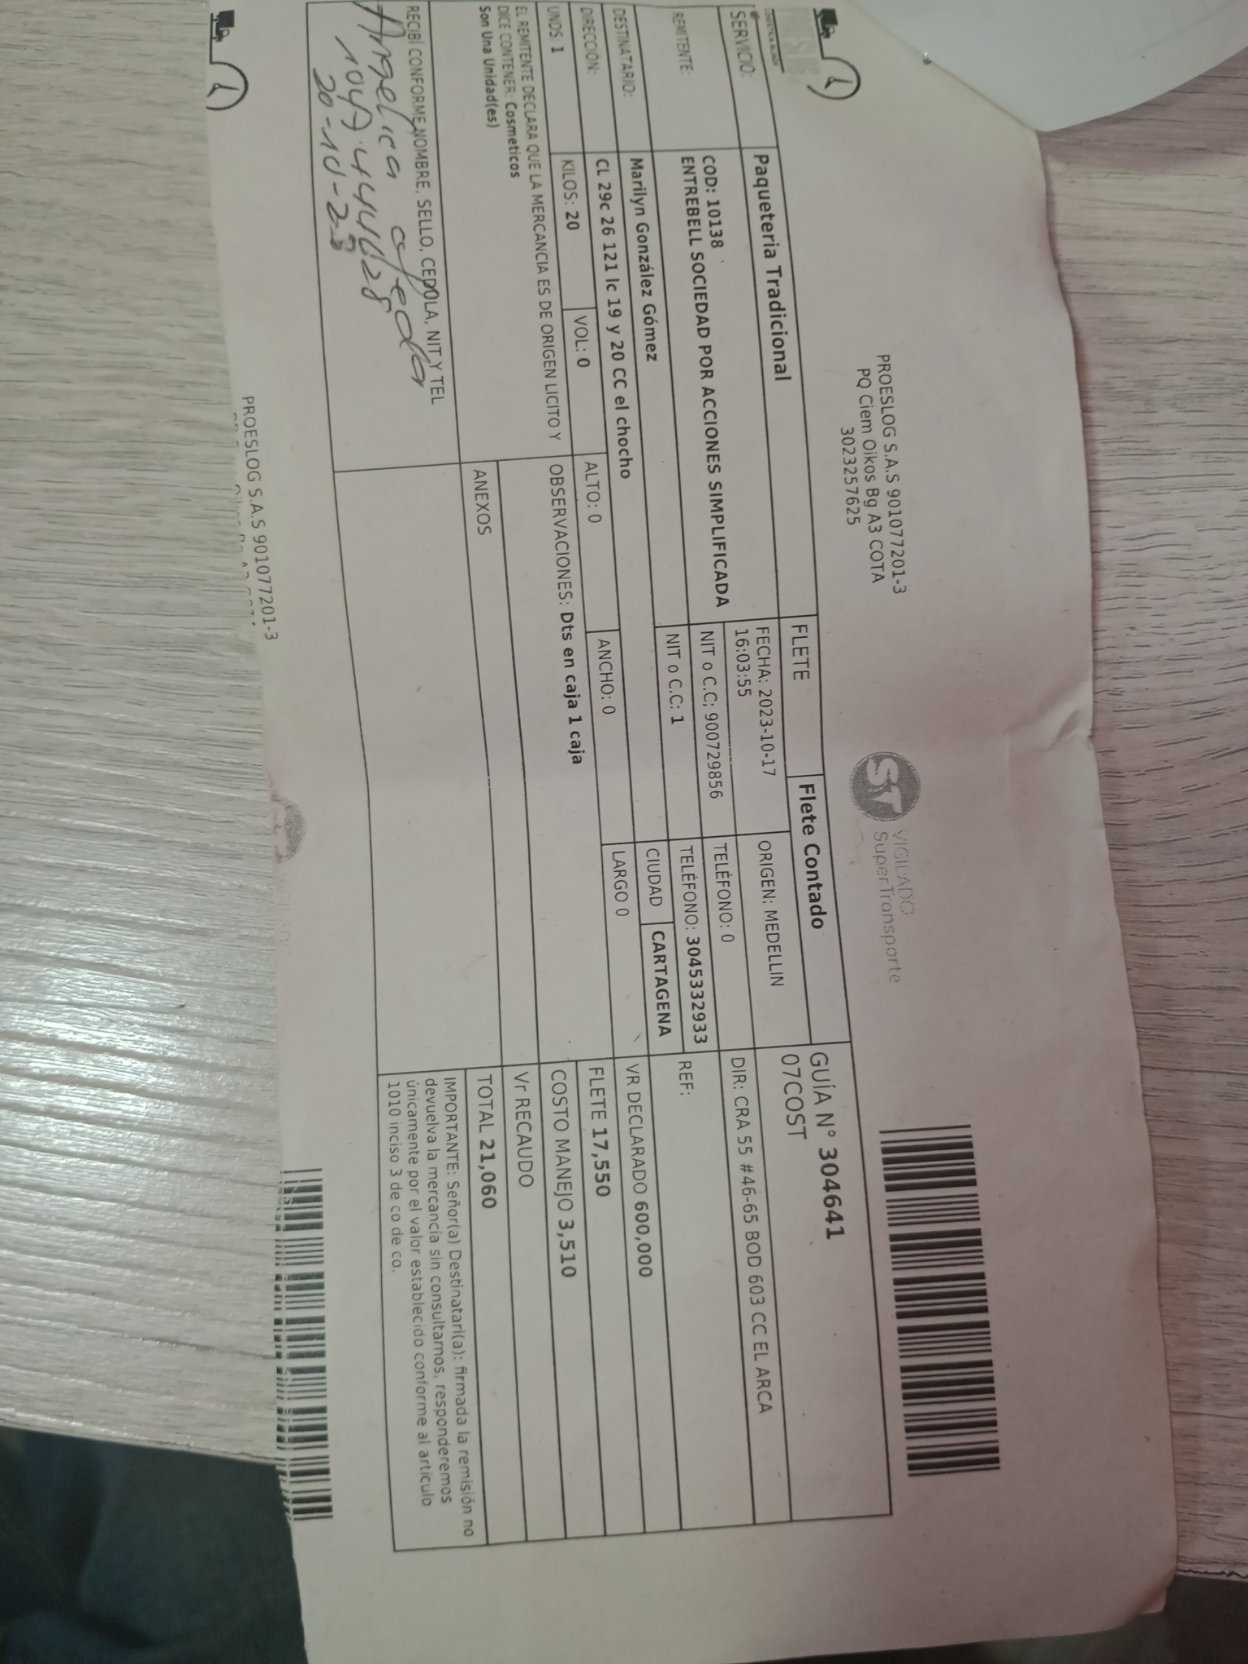 PROESLOG S.A.S 901077201-3
PQ Ciem Oikos Bg A3 COTA
3023257625
VIGILADO
SuperTransporte
SERVICIO:
Paqueteria Tradicional
FLETE
Flete Contado
GUÍA N° 304641
07COST
FECHA: 2023-10-17
16:03:55
ORIGEN: MEDELLIN
DIR: CRA 55 #46-65 BOD 603 CC EL ARCA
REMITENTE:
COD: 10138
ENTREBELL SOCIEDAD POR ACCIONES SIMPLIFICADA
NIT o C.C; 900729856
TELÉFONO: 0
REF:
DESTINATARIO:
Marilyn González Gómez
NIT o C.C: 1
TELÉFONO: 3045332933
DIRECCION:
CL 29c 26 121 lc 19 y 20 CC el chocho
CIUDAD
CARTAGENA
VR DECLARADO 600,000
UNDS: 1
KILOS: 20
VOL: 0
ALTO: 0
ANCHO: 0
LARGO 0
FLETE 17,550
EL REMITENTE DECLARA QUE LA MERCANCIA ES DE ORIGEN LICITO Y
DICE CONTENER: Cosmeticos
Son Una Unidad(es)
OBSERVACIONES: Dts en caja 1 caja
COSTO MANEJO 3,510
Vr RECAUDO
ANEXOS
TOTAL 21,060
RECIBÍ CONFORME NOMBRE, SELLO, CEDOLA, NIT Y TEL
Angelica
20-10-23
IMPORTANTE: Señor(a) Destinatari(a): firmada la remisión no
devuelva la mercancia sin consultarnos, responderemos
únicamente por el valor establecido conforme al articulo
1010 inciso 3 de co de co.
PROESLOG S.A.S 901077201-3